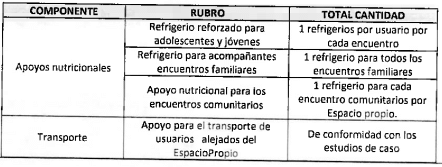 COMPONENTE RUBRO TOTAL CANTIDAD
Apoyos nutricionales
Refrigerio reforzado para
adolescentes y jóvenes
1 refrigerios por usuario por
cada encuentro
Refrigerio para acompañantes
encuentros familiares
1 refrigerio para todos los
encuentros familiares
Apoyo nutricional para los
encuentros comunitarios
1 refrigerio para cada
encuentro comunitarios por
Espacio propio.
Transporte
Apoyo para el transporte de
usuarios alejados del
EspacioPropio
De conformidad con los
estudios de caso